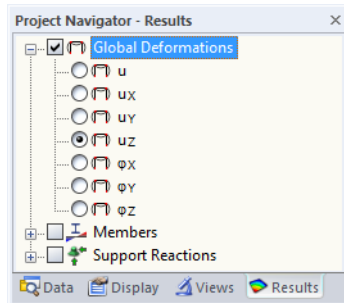 Project Navigator - Results
Global Deformations
u
uX
uY
uZ
φX
φY
φZ
Members
Support Reactions
Data Display Views Results